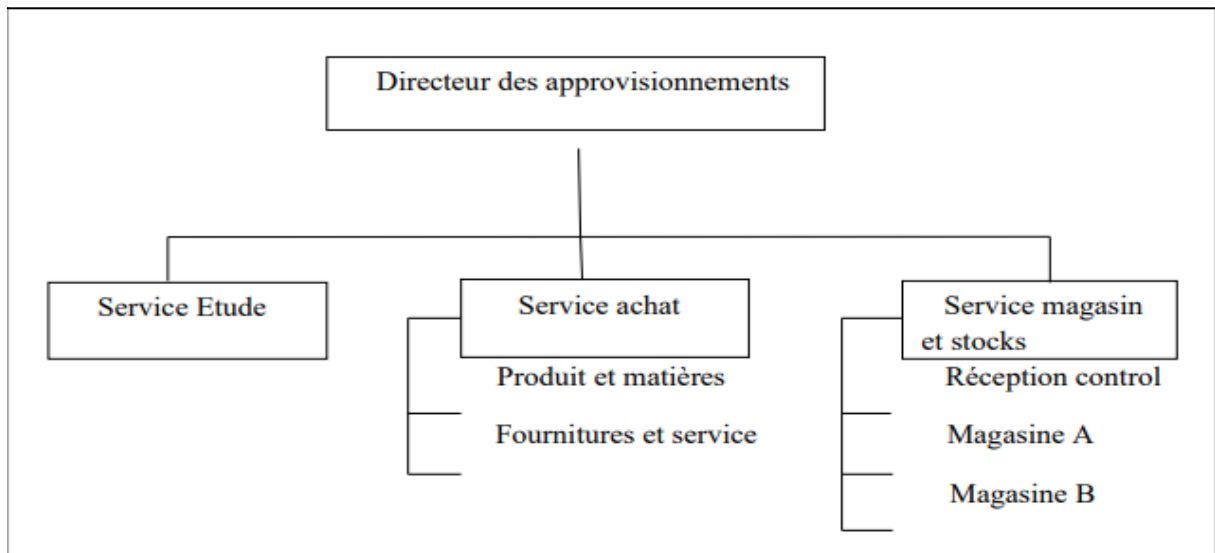 Directeur des approvisionnements
Service Etude
Service achat
Produit et matières
Fournitures et service
Service magasin
et stocks
Réception control
Magasine A
Magasine B